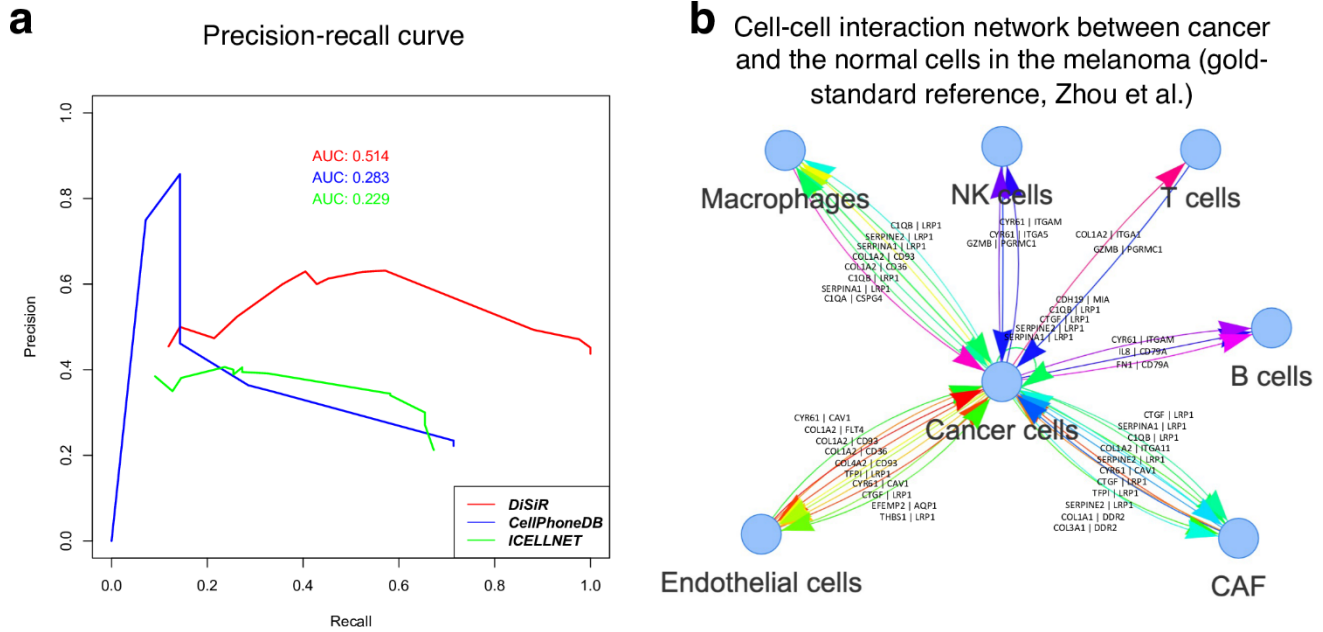 a
Precision-recall curve
1.0
0.8
0.6
0.4
0.2
0.0
Precision
AUC: 0.514
AUC: 0.283
AUC: 0.229
DiSiR
CellPhoneDB
ICELLNET
0.0 0.2 0.4 0.6 0.8 1.0
Recall
b
Cell-cell interaction network between cancer
and the normal cells in the melanoma (gold-
standard reference, Zhou et al.)
Macrophages
NK cells
T cells
C1QB | LRP1
SERPINE2 | LRP1
SERPINA1 | LRP1
COL1A2 | CD93
COL1A2 | CD36
C1QB | LRP1
SERPINA1 | LRP1
C1QA | CSPG4
CYR61 | ITGAM
CYR61 | ITGA5
GZMB | PGRMC1
COL1A2 | ITGA1
GZMB | PGRMC1
CDH19 | MIA
C1QB | LRP1
CTGF | LRP1
SERPINE2 | LRP1
SERPINA1 | LRP1
CYR61 | ITGAM
IL8 | CD79A
FN1 | CD79A
B cells
Cancer cells
CYR61 | CAV1
COL1A2 | FLT4
COL1A2 | CD93
COL1A2 | CD36
COL4A2 | CD93
TFPI | LRP1
CYR61 | CAV1
CTGF | LRP1
EFEMP2 | AQP1
THBS1 | LRP1
CTGF | LRP1
SERPINA1 | LRP1
C1QB | LRP1
COL1A2 | ITGA11
SERPINE2 | LRP1
CYR61 | CAV1
CTGF | LRP1
TFPI | LRP1
SERPINE2 | LRP1
COL1A1 | DDR2
COL3A1 | DDR2
Endothelial cells
CAF